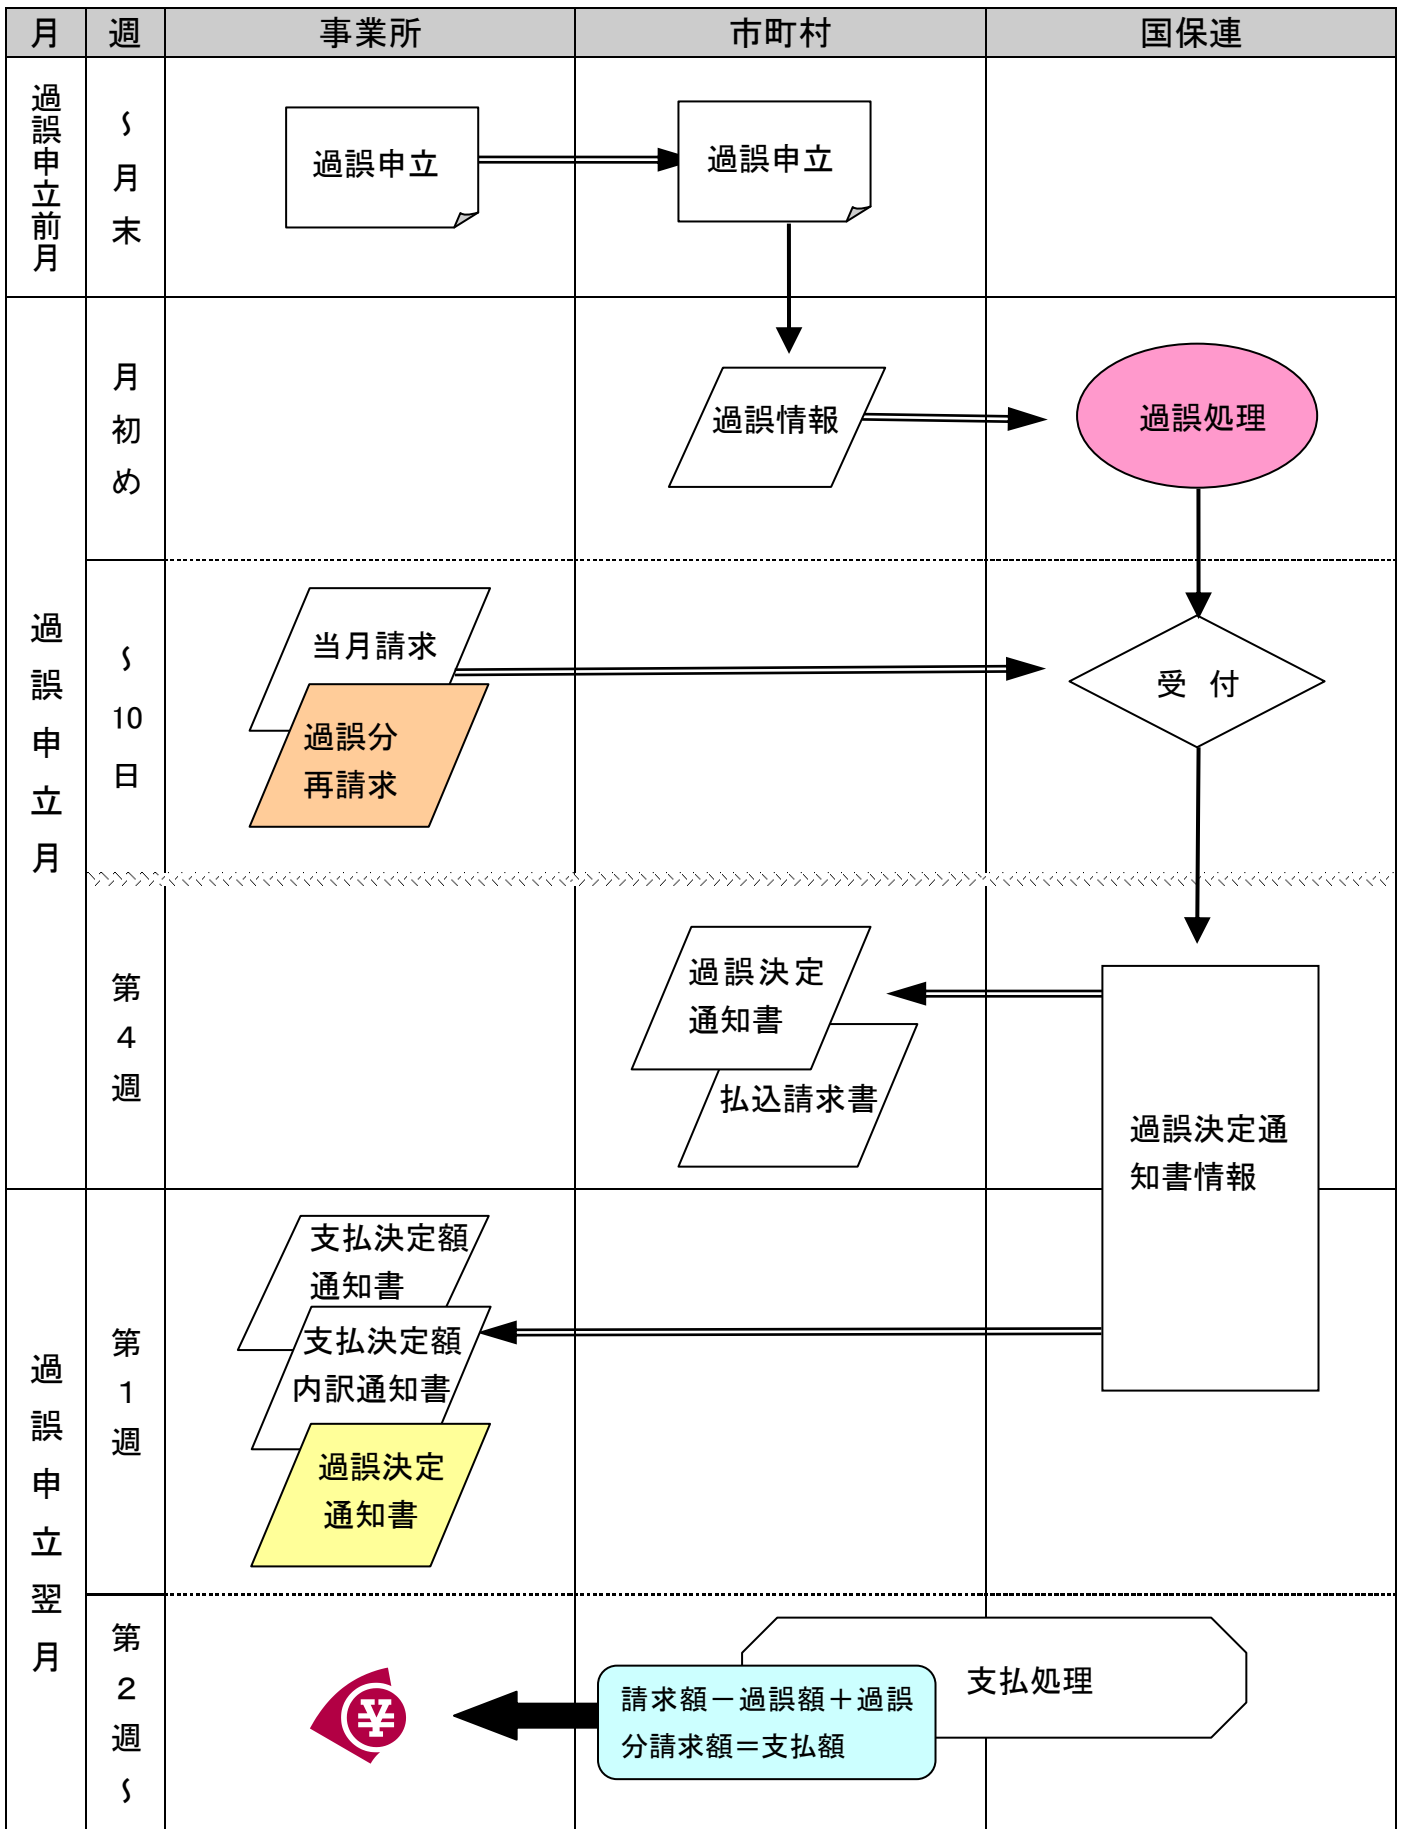 月 週 事業所 市町村 国保連
過誤申立前月
～月末
過誤申立
過誤申立
過誤申立月
月初め
過誤情報
過誤処理
～10日
当月請求
過誤分
再請求
受 付
第4週
過誤決定
通知書
払込請求書
過誤決定通
知書情報
過誤申立翌月
第1週
支払決定額
通知書
支払決定額
内訳通知書
過誤決定
通知書
第2週～
¥
支払処理
請求額－過誤額＋過誤
分請求額＝支払額